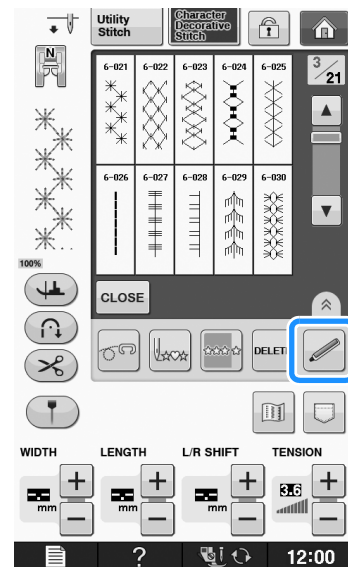 Utility
Stitch
Character
Decorative
Stitch
N
3/21
6-021 6-022 6-023 6-024 6-025
6-026 6-027 6-028 6-029 6-030
100%
CLOSE
DELETE
WIDTH LENGTH L/R SHIFT TENSION
mm mm mm 3.6
? 12:00